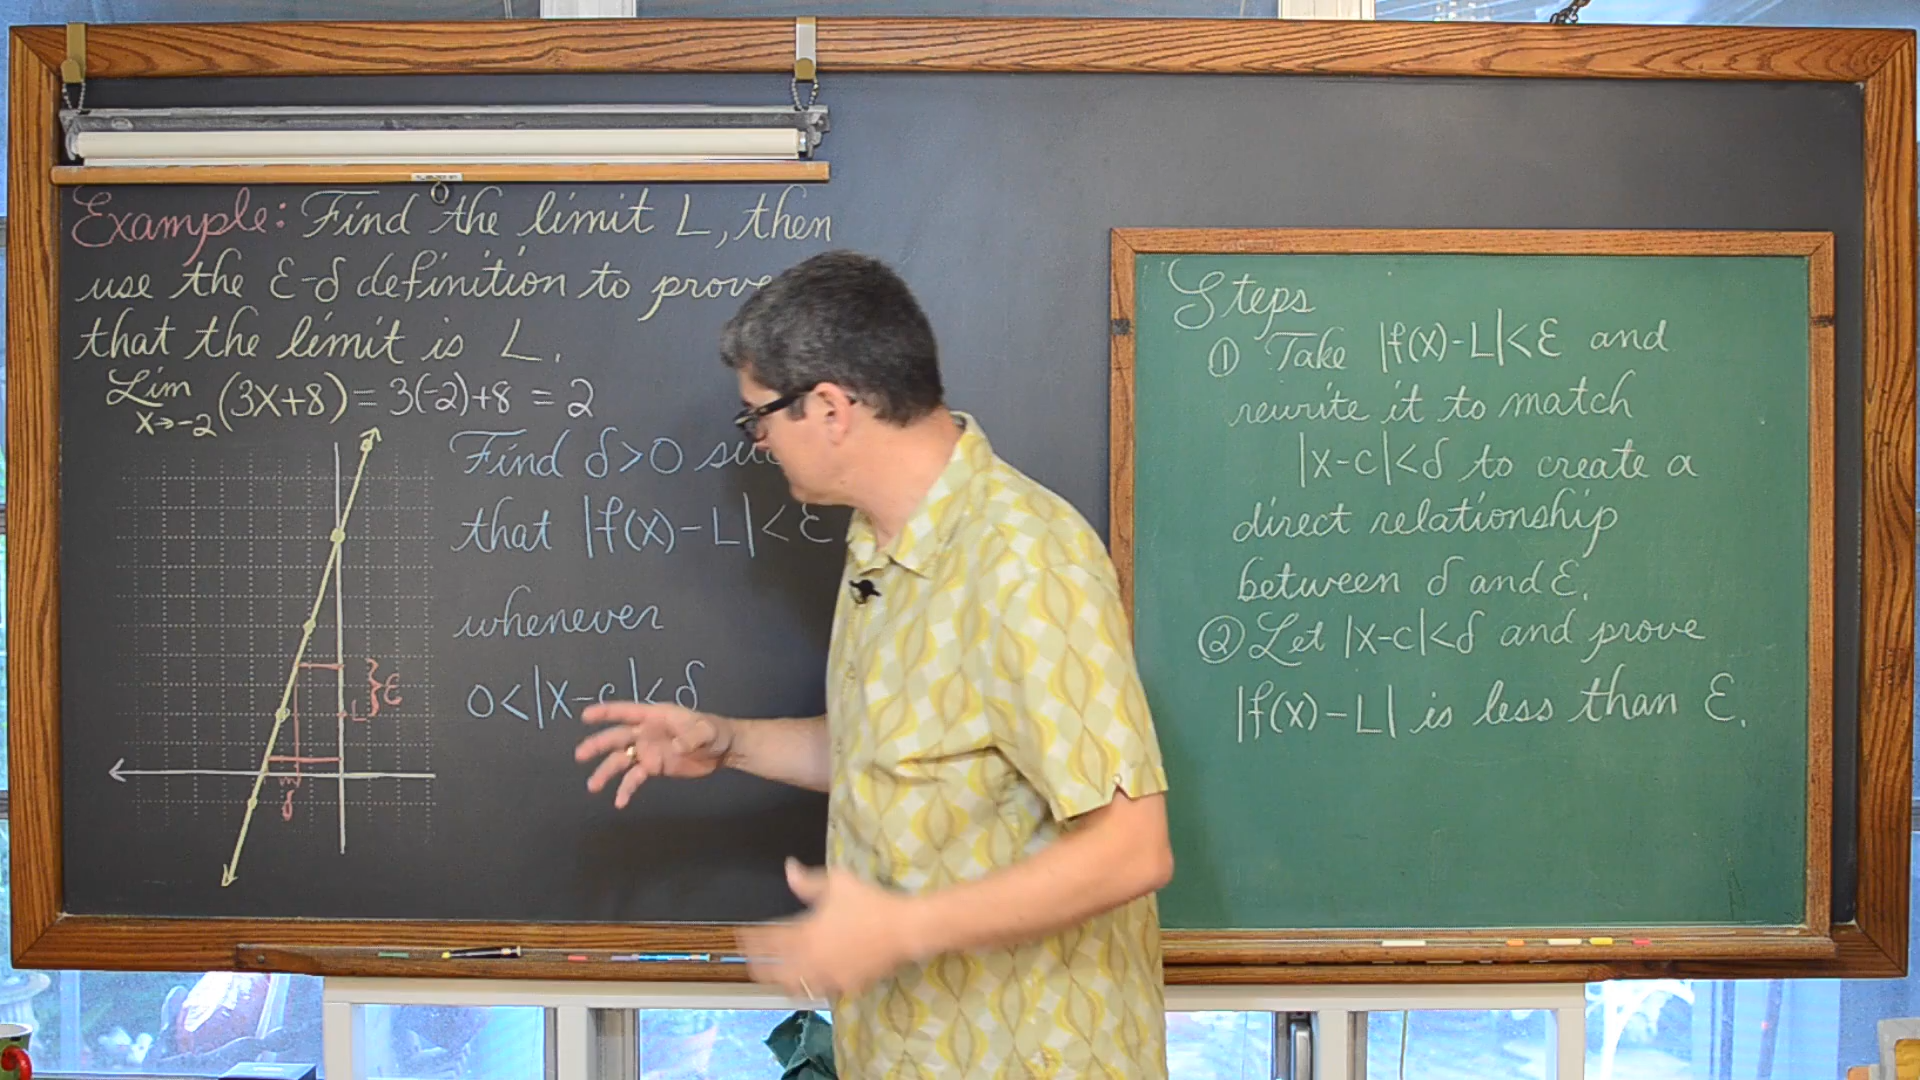 Example: Find the limit L, then
use the ε-δ definition to prove
that the limit is L.
Lim (3x+8) = 3(-2)+8 = 2
x→-2
Find δ>0
that |f(x)-L|<ε
whenever
0<|x-c|<δ
ε
L
δ
Steps
① Take |f(x)-L|<ε and
rewrite it to match
|x-c|<δ to create a
direct relationship
between δ and ε.
② Let |x-c|<δ and prove
|f(x)-L| is less than ε.